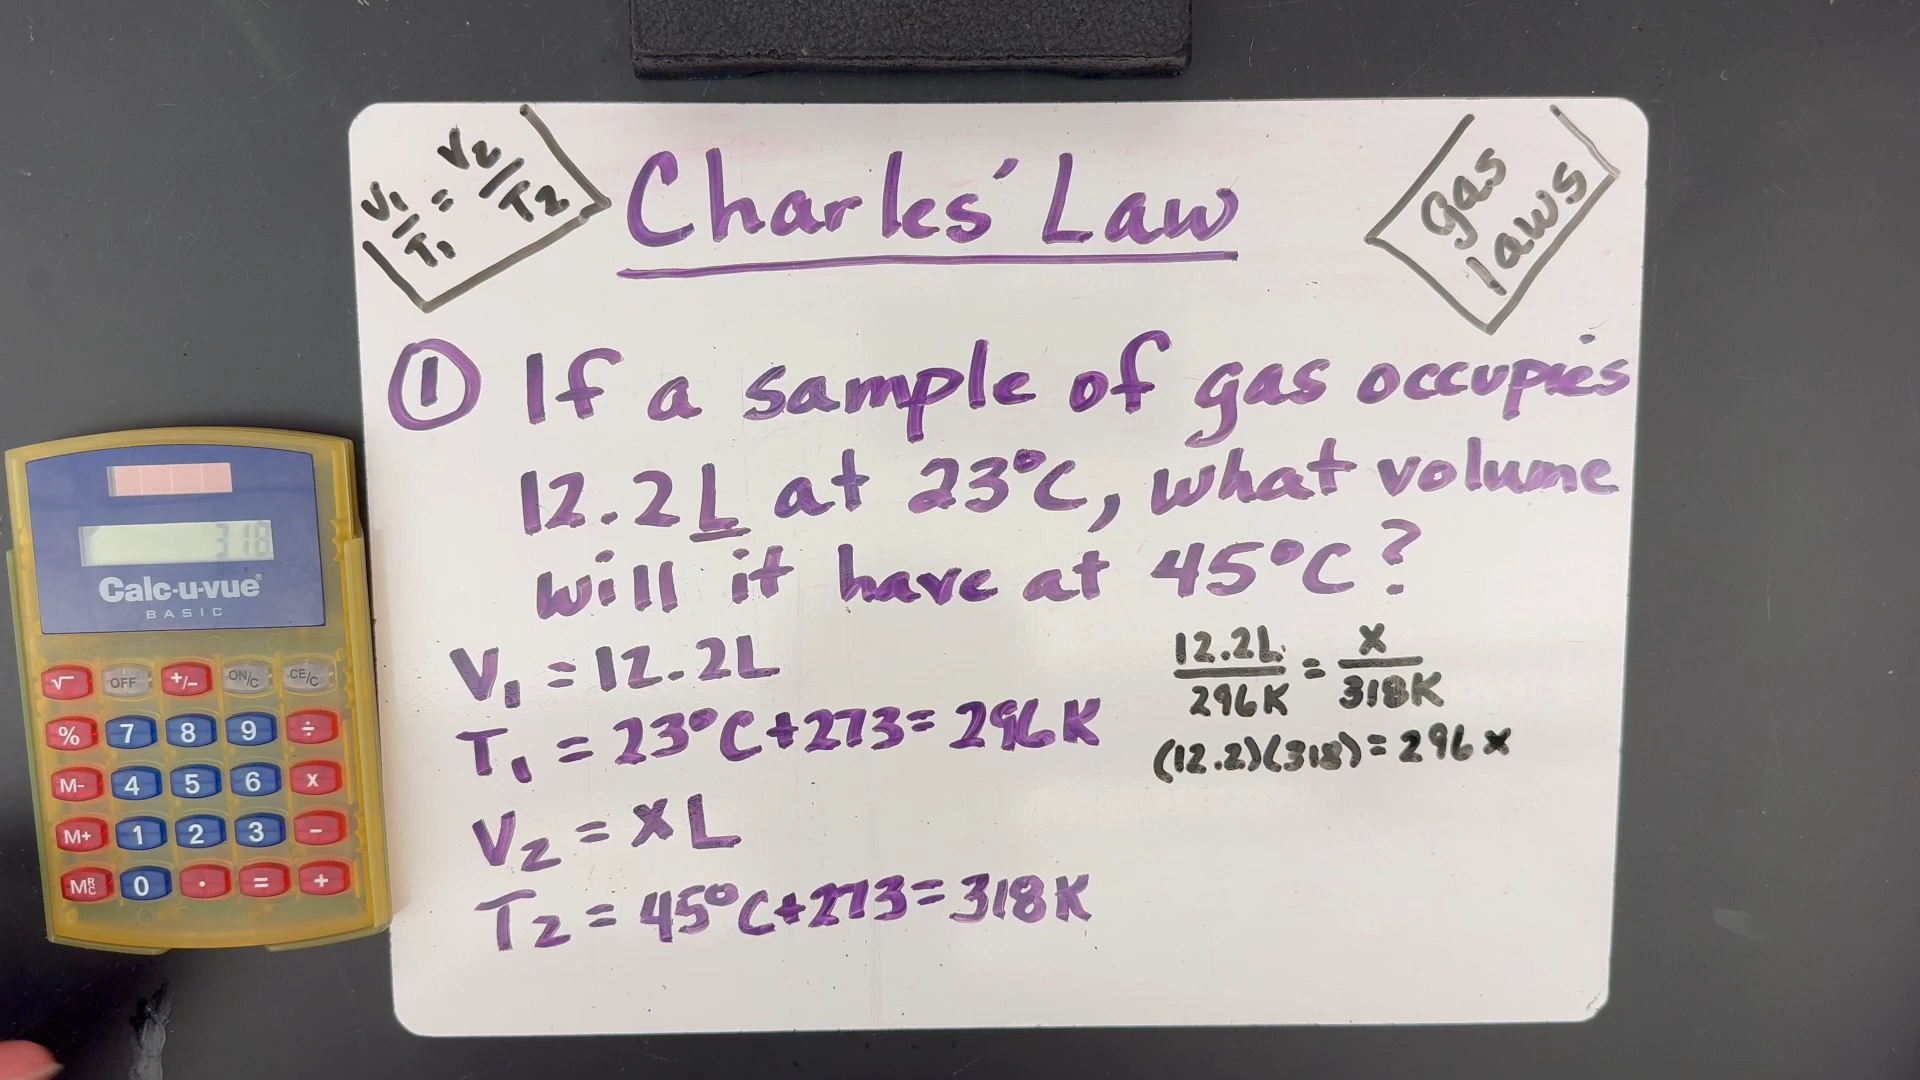 V₁/T₁ = V₂/T₂
Charles' Law
gas
laws
① If a sample of gas occupies
12.2 L at 23°C, what volume
will it have at 45°C?
V₁ = 12.2L
T₁ = 23°C+273=296K
V₂ = x L
T₂ = 45°C+273=318K
12.2L/296K = x/318K
(12.2)(318)=296x
318
Calc-u-vue®
BASIC
√ OFF +/- ON/C CE/C
% 7 8 9 ÷
M- 4 5 6 x
M+ 1 2 3 −
MRC 0 . = +